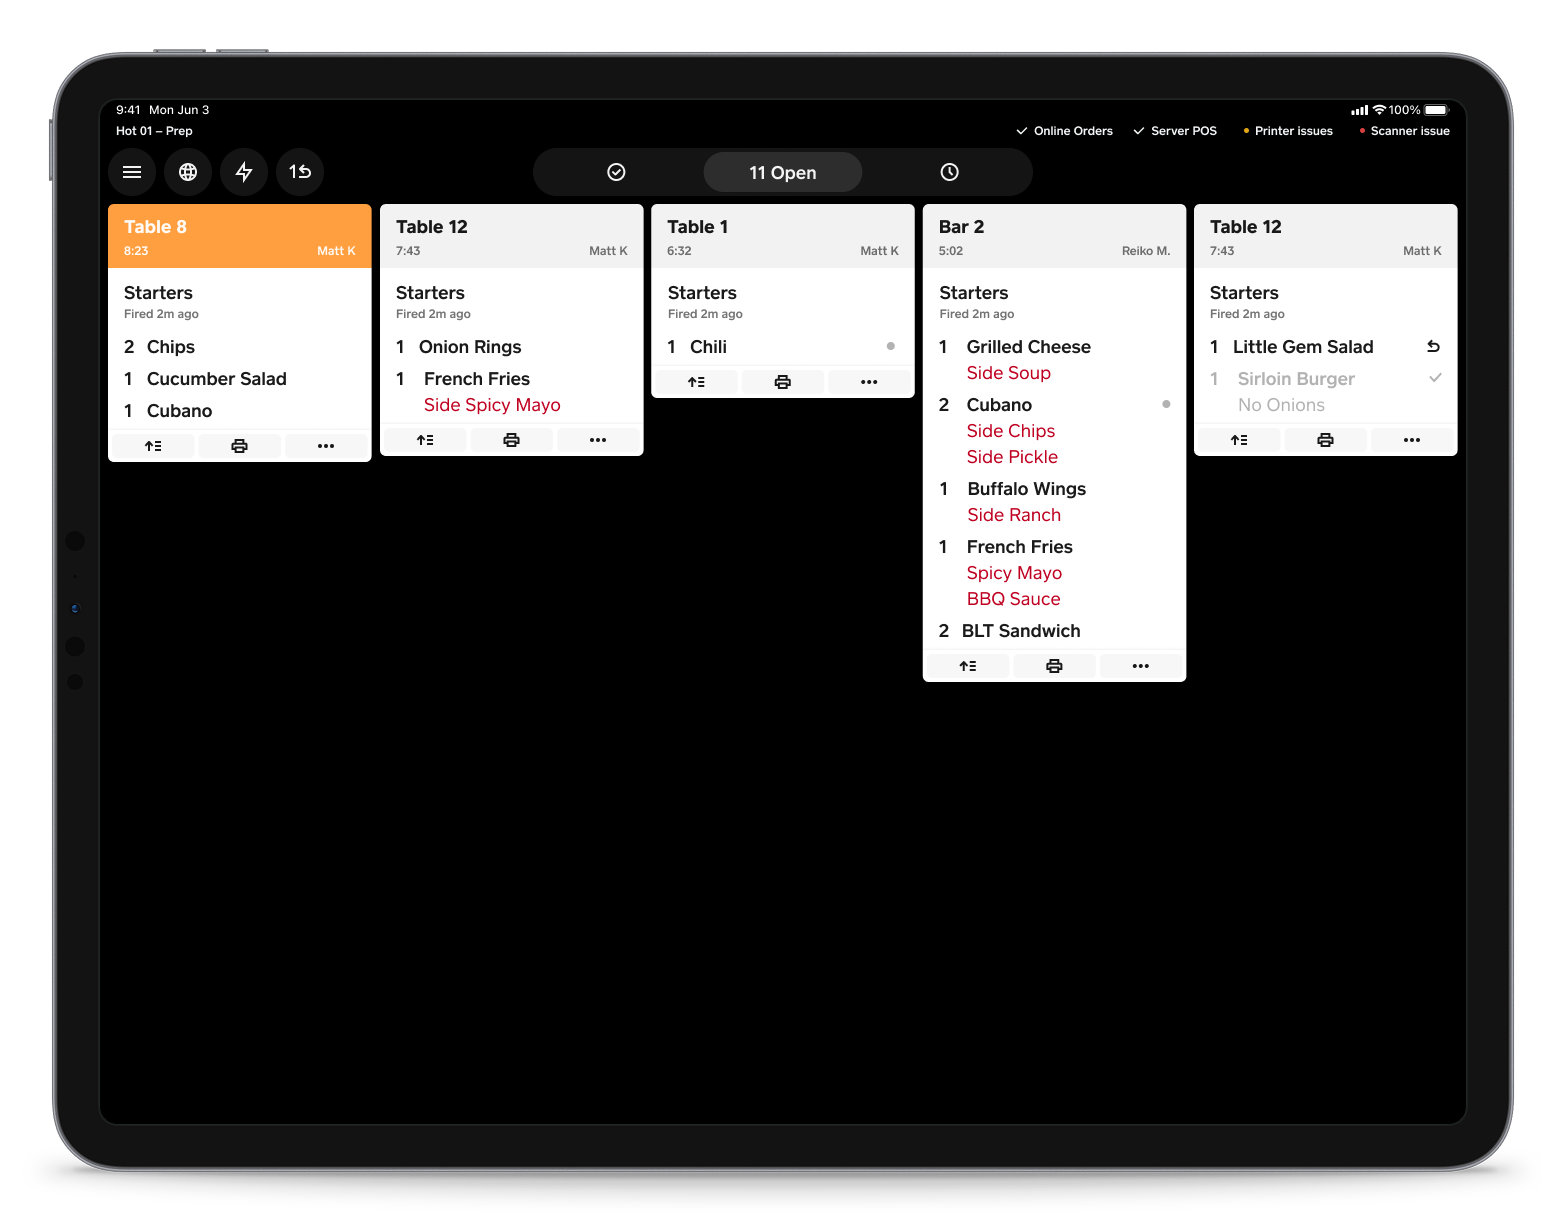 9:41 Mon Jun 3
100%
Hot 01 – Prep
Online Orders
Server POS
Printer issues
Scanner issue
1
11 Open
Table 8
8:23 Matt K
Starters
Fired 2m ago
2 Chips
1 Cucumber Salad
1 Cubano
Table 12
7:43 Matt K
Starters
Fired 2m ago
1 Onion Rings
1 French Fries
Side Spicy Mayo
Table 1
6:32 Matt K
Starters
Fired 2m ago
1 Chili
Bar 2
5:02 Reiko M.
Starters
Fired 2m ago
1 Grilled Cheese
Side Soup
2 Cubano
Side Chips
Side Pickle
1 Buffalo Wings
Side Ranch
1 French Fries
Spicy Mayo
BBQ Sauce
2 BLT Sandwich
Table 12
7:43 Matt K
Starters
Fired 2m ago
1 Little Gem Salad
1 Sirloin Burger
No Onions